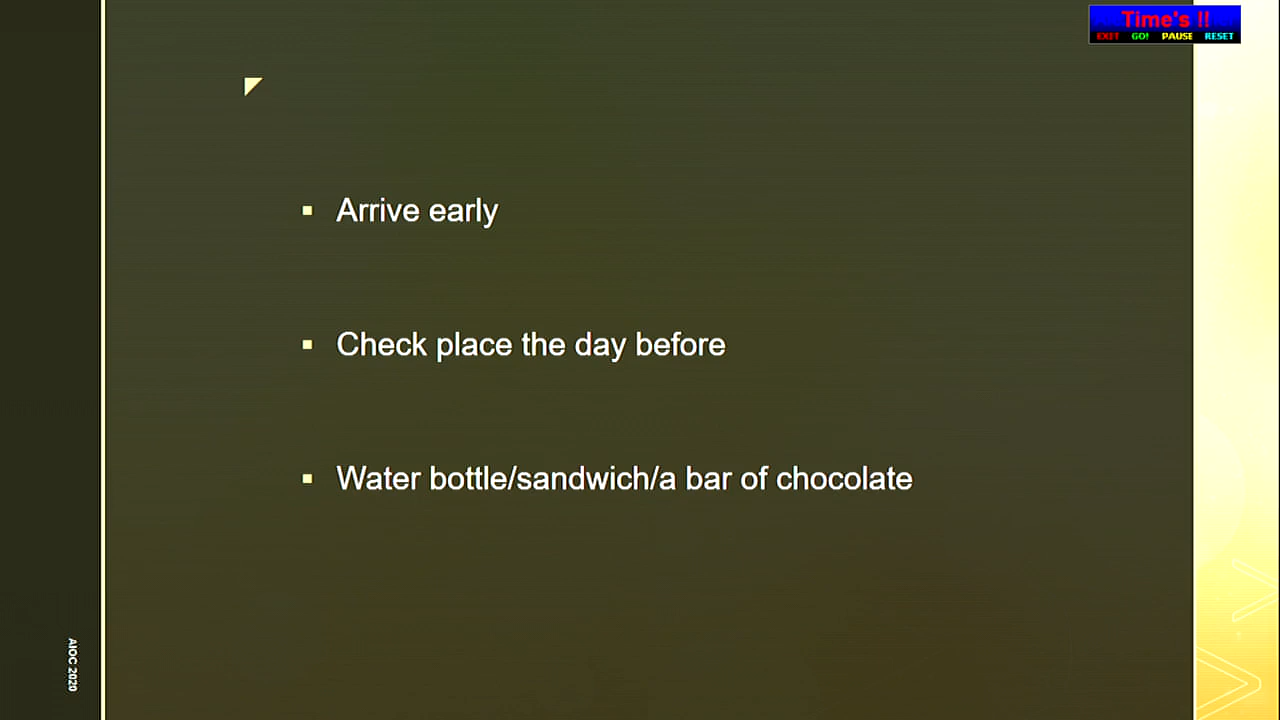 Time's !!
EXIT GO! PAUSE RESET
Arrive early
Check place the day before
Water bottle/sandwich/a bar of chocolate
AIOC 2020